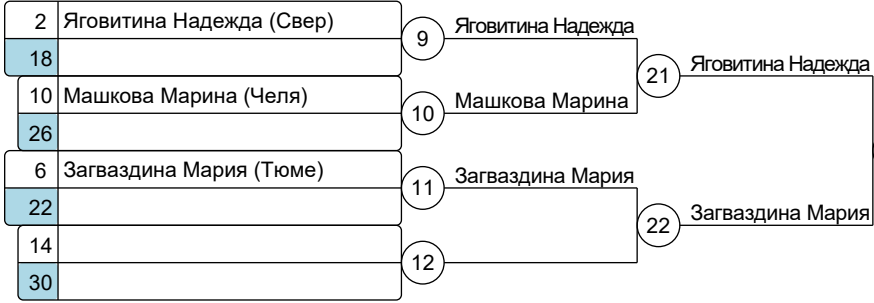 2 Яговитина Надежда (Свер)
18
9 Яговитина Надежда
21 Яговитина Надежда
10 Машкова Марина (Челя)
26
10 Машкова Марина
6 Загваздина Мария (Тюме)
22
11 Загваздина Мария
22 Загваздина Мария
14
30
12